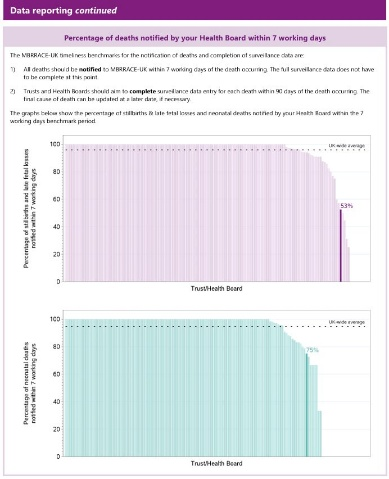 Data reporting continued
Percentage of deaths notified by your Health Board within 7 working days
The MBRRACE-UK timeliness benchmarks for the notification of deaths and completion of surveillance data are:
1) All deaths should be notified to MBRRACE-UK within 7 working days of the death occurring. The full surveillance data does not have
to be complete at this point.
2) Trusts and Health Boards should aim to complete surveillance data entry for each death within 90 days of the death occurring. The
final cause of death can be updated at a later date, if necessary.
The graphs below show the percentage of stillbirths & late fetal losses and neonatal deaths notified by your Health Board within the 7
working days benchmark period.
Percentage of stillbirths and late fetal losses
notified within 7 working days
100
80
60
40
20
0
UK-wide average
53%
Trust/Health Board
Percentage of neonatal deaths
notified within 7 working days
100
80
60
40
20
0
UK-wide average
75%
Trust/Health Board